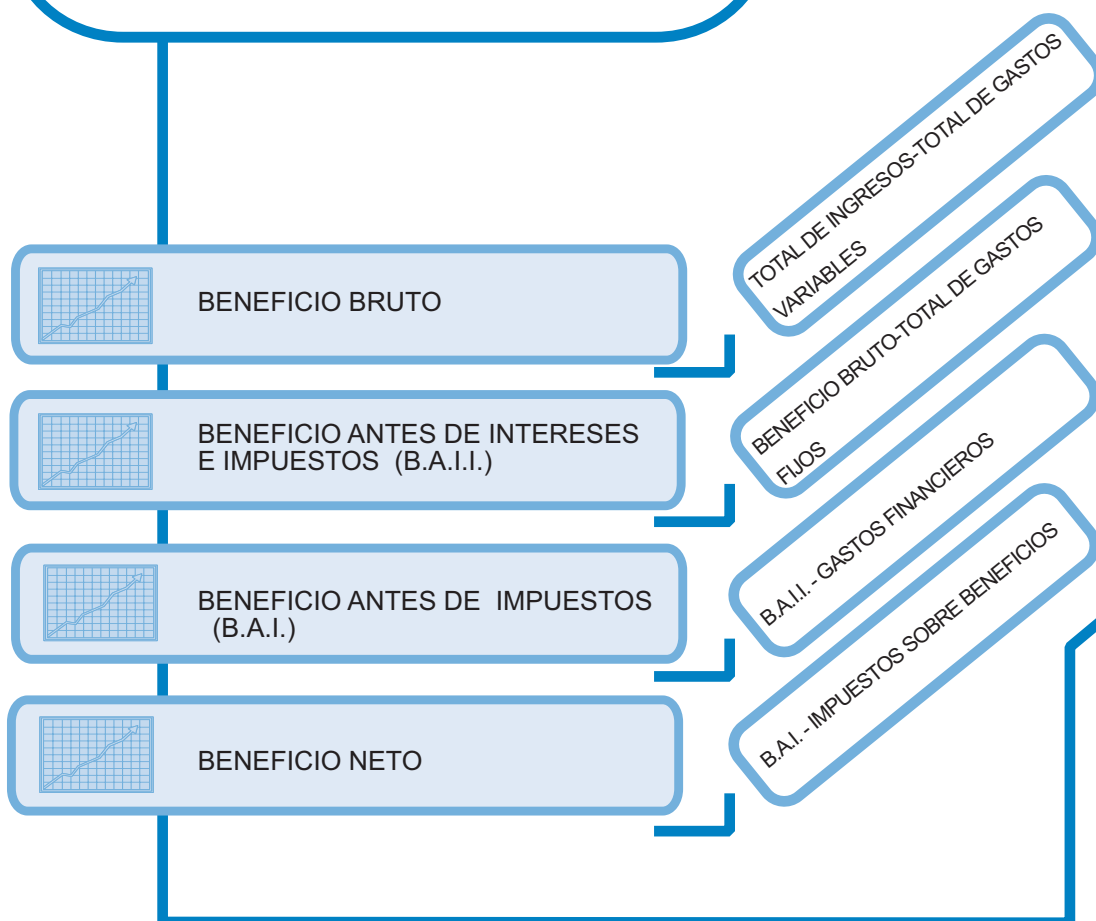 BENEFICIO BRUTO
TOTAL DE INGRESOS-TOTAL DE GASTOS
VARIABLES
BENEFICIO ANTES DE INTERESES
E IMPUESTOS (B.A.I.I.)
BENEFICIO BRUTO-TOTAL DE GASTOS
FIJOS
BENEFICIO ANTES DE IMPUESTOS
(B.A.I.)
B.A.I.I. - GASTOS FINANCIEROS
BENEFICIO NETO
B.A.I. - IMPUESTOS SOBRE BENEFICIOS